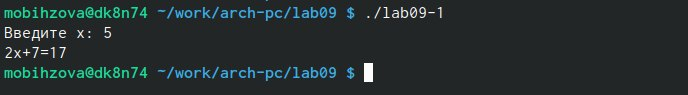 mobihzova@dk8n74 ~/work/arch-pc/lab09 $ ./lab09-1
Введите x: 5
2x+7=17
mobihzova@dk8n74 ~/work/arch-pc/lab09 $